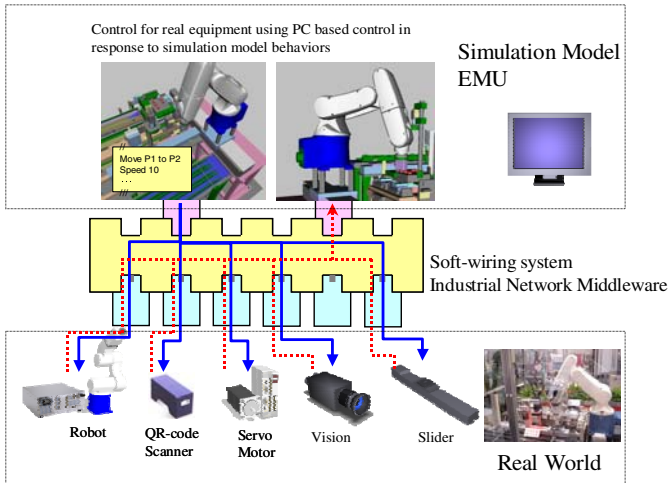 Control for real equipment using PC based control in
response to simulation model behaviors
Simulation Model
EMU
//
Move P1 to P2
Speed 10
...
///
Soft-wiring system
Industrial Network Middleware
Robot
QR-code
Scanner
Servo
Motor
Vision
Slider
Real World